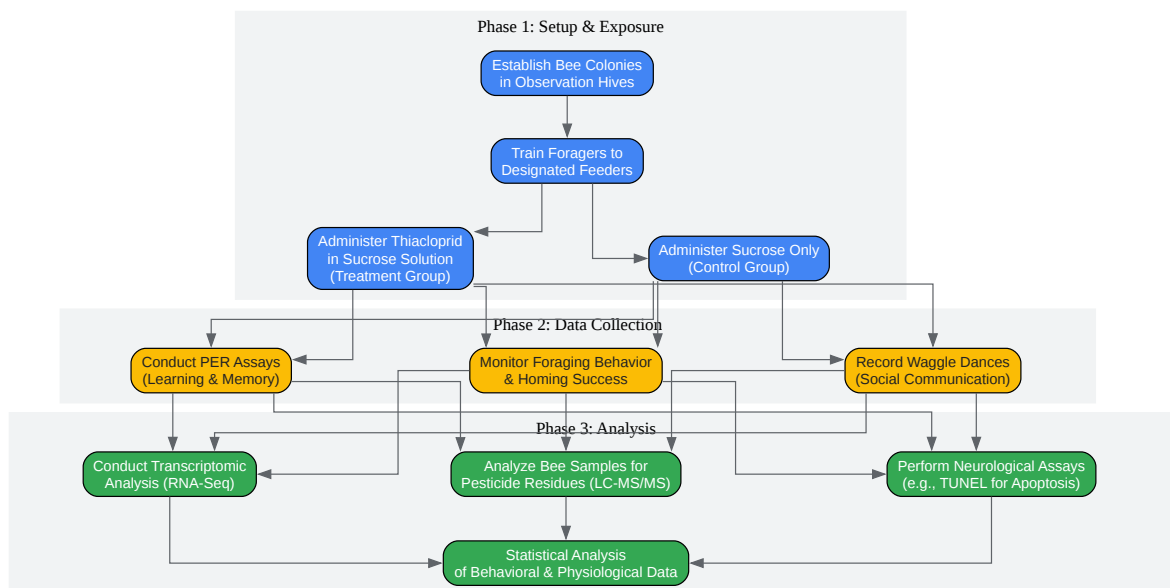 Phase 1: Setup & Exposure
Establish Bee Colonies
in Observation Hives
Train Foragers to
Designated Feeders
Administer Thiacloprid
in Sucrose Solution
(Treatment Group)
Administer Sucrose Only
(Control Group)
Phase 2: Data Collection
Conduct PER Assays
(Learning & Memory)
Monitor Foraging Behavior
& Homing Success
Record Waggle Dances
(Social Communication)
Phase 3: Analysis
Conduct Transcriptomic
Analysis (RNA-Seq)
Analyze Bee Samples for
Pesticide Residues (LC-MS/MS)
Perform Neurological Assays
(e.g., TUNEL for Apoptosis)
Statistical Analysis
of Behavioral & Physiological Data